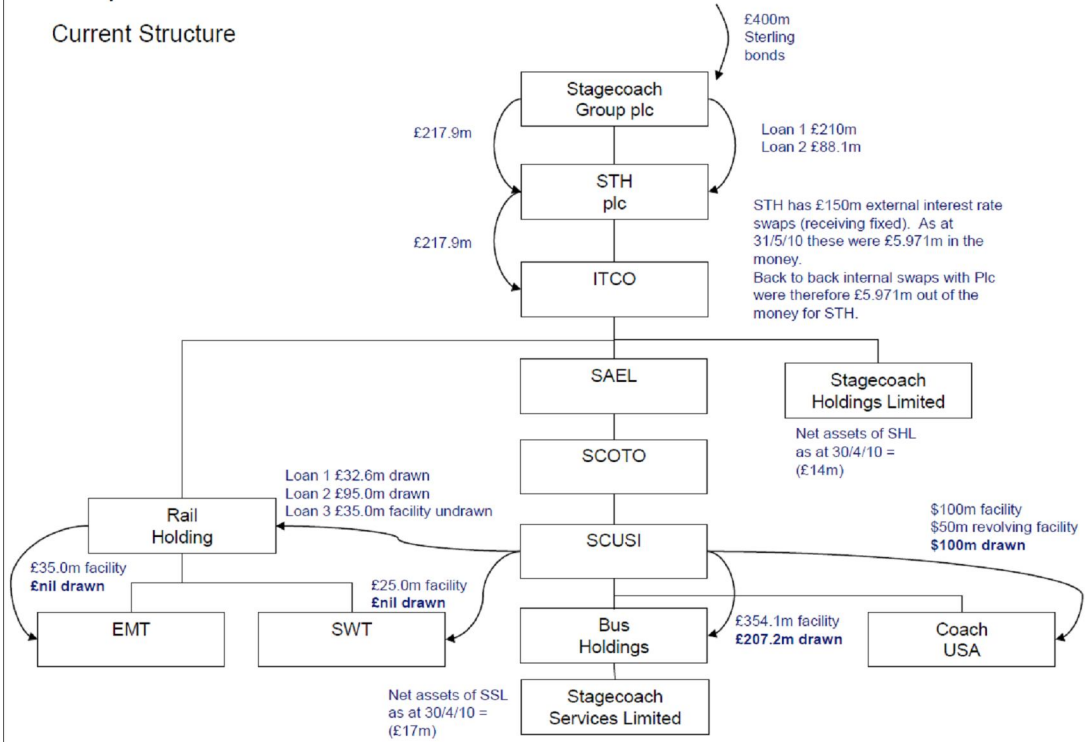 Current Structure
£400m
Sterling
bonds
Stagecoach
Group plc
£217.9m
Loan 1 £210m
Loan 2 £88.1m
STH
plc
STH has £150m external interest rate
swaps (receiving fixed).  As at
31/5/10 these were £5.971m in the
money.
Back to back internal swaps with Plc
were therefore £5.971m out of the
money for STH.
£217.9m
ITCO
SAEL
Stagecoach
Holdings Limited
Net assets of SHL
as at 30/4/10 =
(£14m)
SCOTO
Loan 1 £32.6m drawn
Loan 2 £95.0m drawn
Loan 3 £35.0m facility undrawn
Rail
Holding
SCUSI
$100m facility
$50m revolving facility
$100m drawn
£35.0m facility
£nil drawn
£25.0m facility
£nil drawn
EMT
SWT
Bus
Holdings
£354.1m facility
£207.2m drawn
Coach
USA
Net assets of SSL
as at 30/4/10 =
(£17m)
Stagecoach
Services Limited